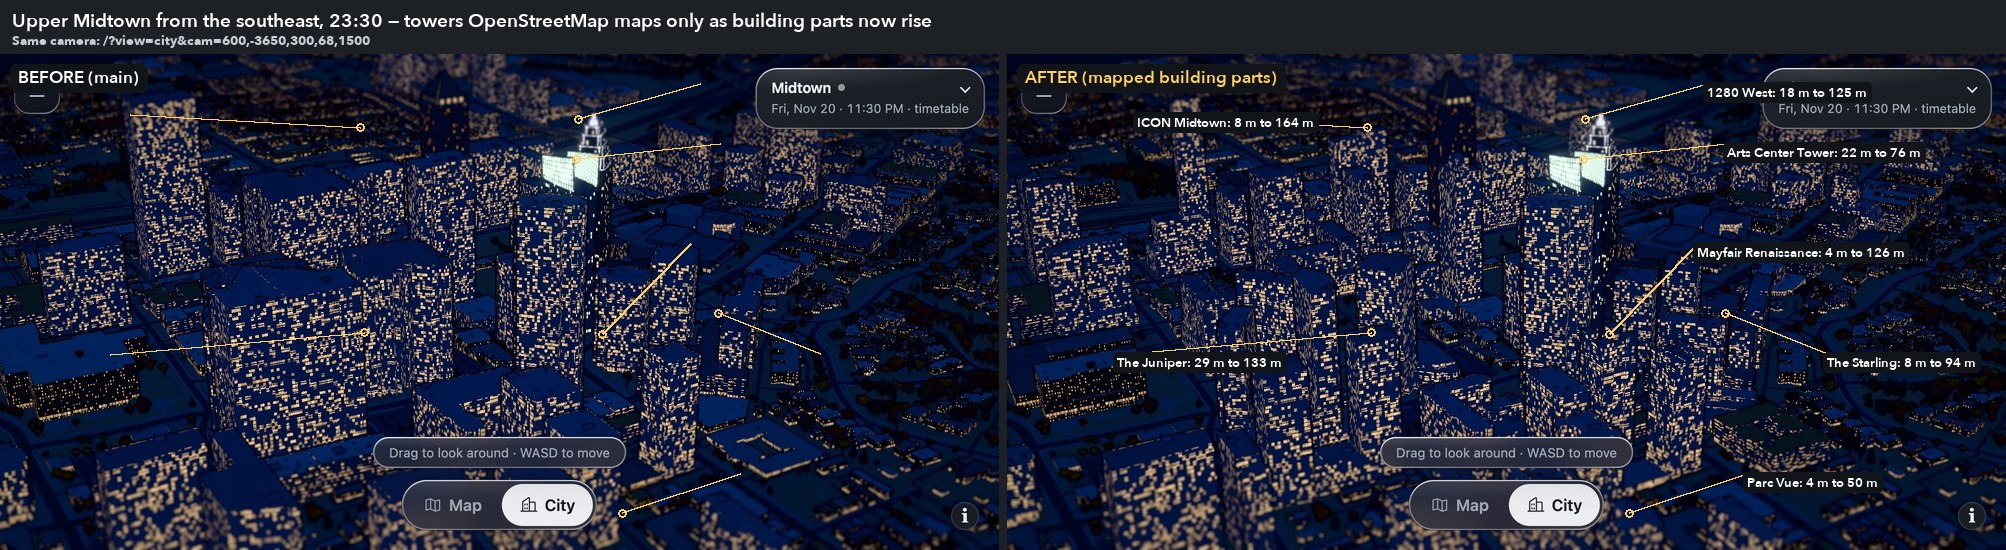 Upper Midtown from the southeast, 23:30 – towers OpenStreetMap maps only as building parts now rise
Same camera: /?view=city&cam=600,-3650,300,68,1500
BEFORE (main)
Midtown
Fri, Nov 20 · 11:30 PM · timetable
Drag to look around · WASD to move
Map
City
i
AFTER (mapped building parts)
1280 West: 18 m to 125 m
Fri, Nov 20 · 11:30 PM · timetable
ICON Midtown: 8 m to 164 m
Arts Center Tower: 22 m to 76 m
Mayfair Renaissance: 4 m to 126 m
The Juniper: 29 m to 133 m
The Starling: 8 m to 94 m
Drag to look around · WASD to move
Parc Vue: 4 m to 50 m
Map
City
i